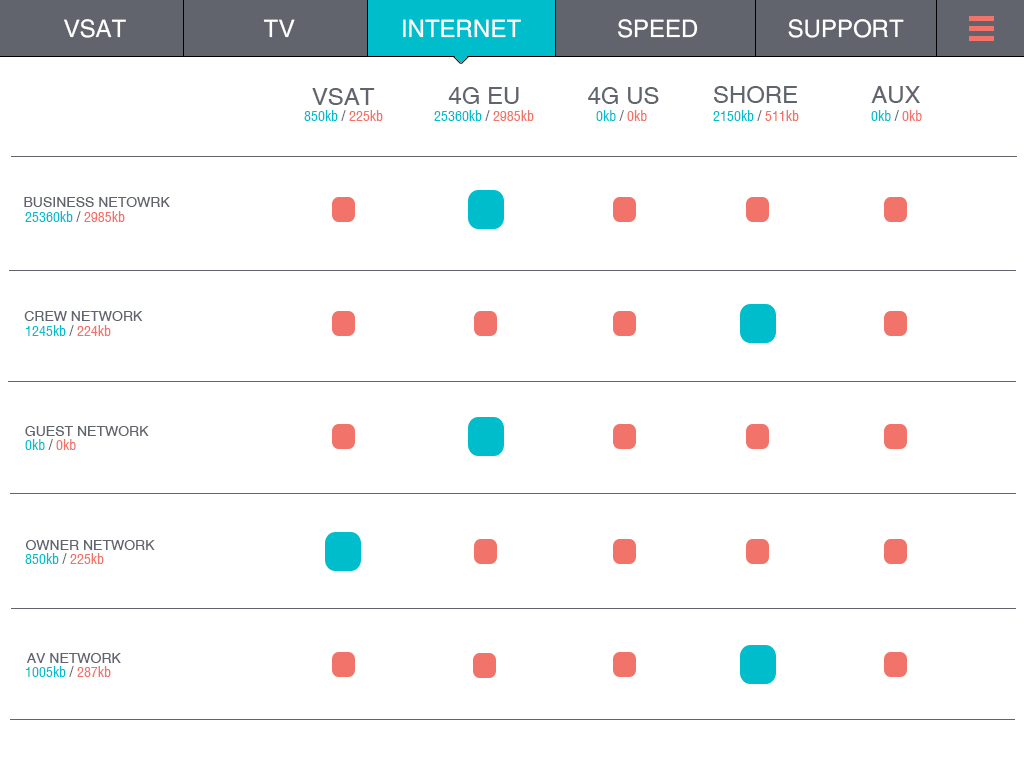 VSAT TV INTERNET SPEED SUPPORT
VSAT 4G EU 4G US SHORE AUX
850kb / 225kb 25360kb / 2985kb 0kb / 0kb 2150kb / 511kb 0kb / 0kb
BUSINESS NETOWRK
25360kb / 2985kb
CREW NETWORK
1245kb / 224kb
GUEST NETWORK
0kb / 0kb
OWNER NETWORK
850kb / 225kb
AV NETWORK
1005kb / 287kb